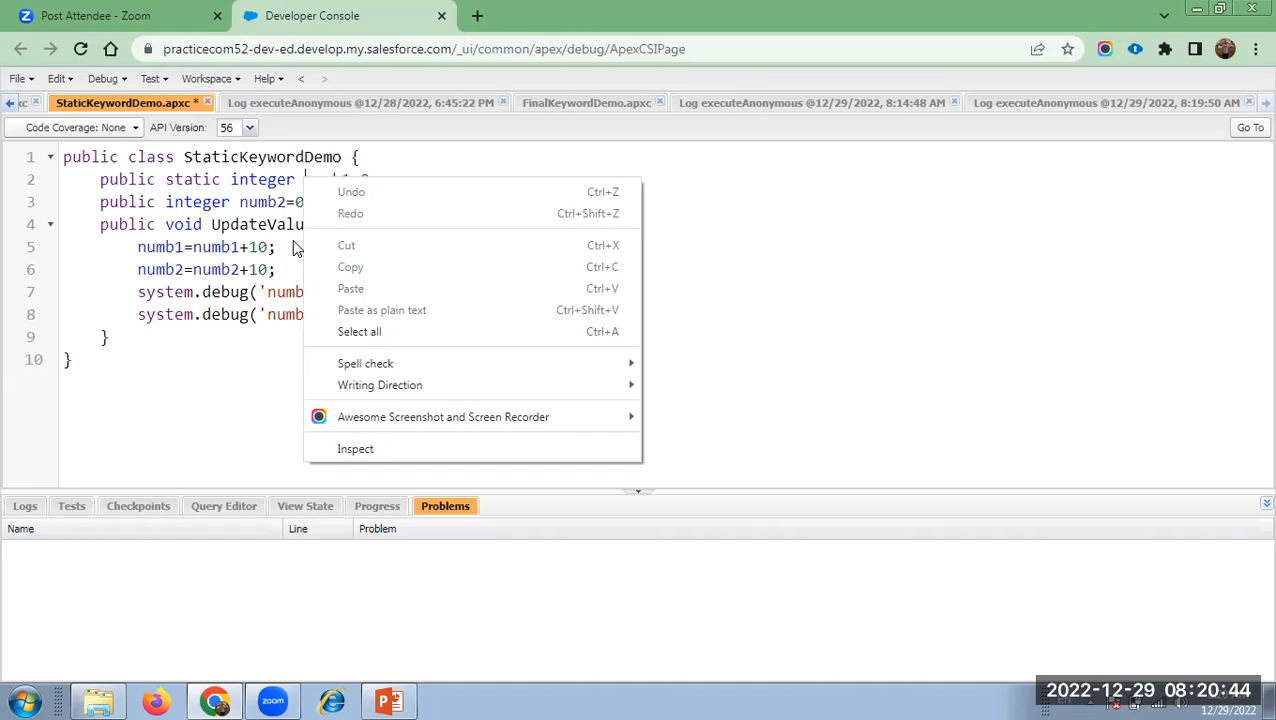 Post Attendee - Zoom
Developer Console
practicecom52-dev-ed.develop.my.salesforce.com/_ui/common/apex/debug/ApexCSIPage
File Edit Debug Test Workspace Help < >
xc StaticKeywordDemo.apxc * Log executeAnonymous @12/28/2022, 6:45:22 PM FinalKeywordDemo.apxc Log executeAnonymous @12/29/2022, 8:14:48 AM Log executeAnonymous @12/29/2022, 8:19:50 AM
Code Coverage: None API Version: 56 Go To
1 public class StaticKeywordDemo {
2 public static integer
3 public integer numb2=0
4 public void UpdateValu
5 numb1=numb1+10;
6 numb2=numb2+10;
7 system.debug('numb
8 system.debug('numb
9 }
10 }
Undo Ctrl+Z
Redo Ctrl+Shift+Z
Cut Ctrl+X
Copy Ctrl+C
Paste Ctrl+V
Paste as plain text Ctrl+Shift+V
Select all Ctrl+A
Spell check
Writing Direction
Awesome Screenshot and Screen Recorder
Inspect
Logs Tests Checkpoints Query Editor View State Progress Problems
Name Line Problem
zoom
2022-12-29 08:20:44
12/29/2022